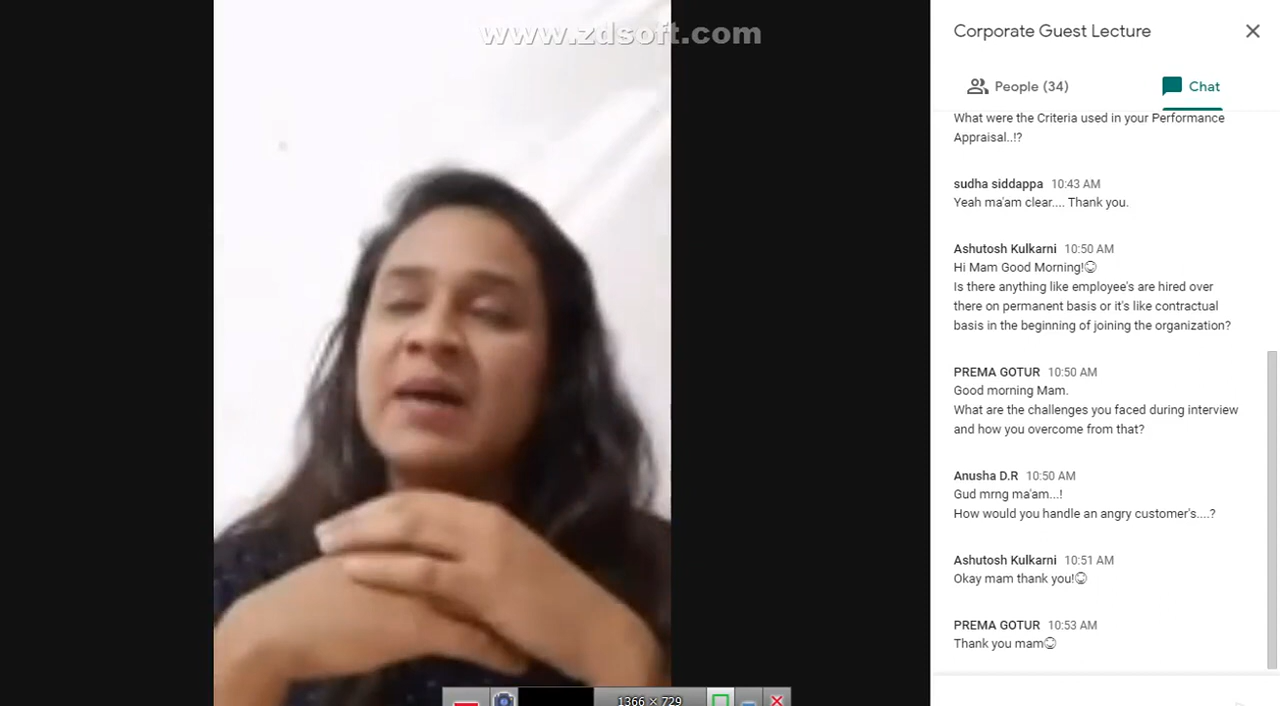 www.zdsoft.com
Corporate Guest Lecture
People (34)
Chat
What were the Criteria used in your Performance
Appraisal..!?
sudha siddappa 10:43 AM
Yeah ma'am clear.... Thank you.
Ashutosh Kulkarni 10:50 AM
Hi Mam Good Morning!😊
Is there anything like employee's are hired over
there on permanent basis or it's like contractual
basis in the beginning of joining the organization?
PREMA GOTUR 10:50 AM
Good morning Mam.
What are the challenges you faced during interview
and how you overcome from that?
Anusha D.R 10:50 AM
Gud mrng ma'am...!
How would you handle an angry customer's....?
Ashutosh Kulkarni 10:51 AM
Okay mam thank you!😊
PREMA GOTUR 10:53 AM
Thank you mam😊
1366 × 729